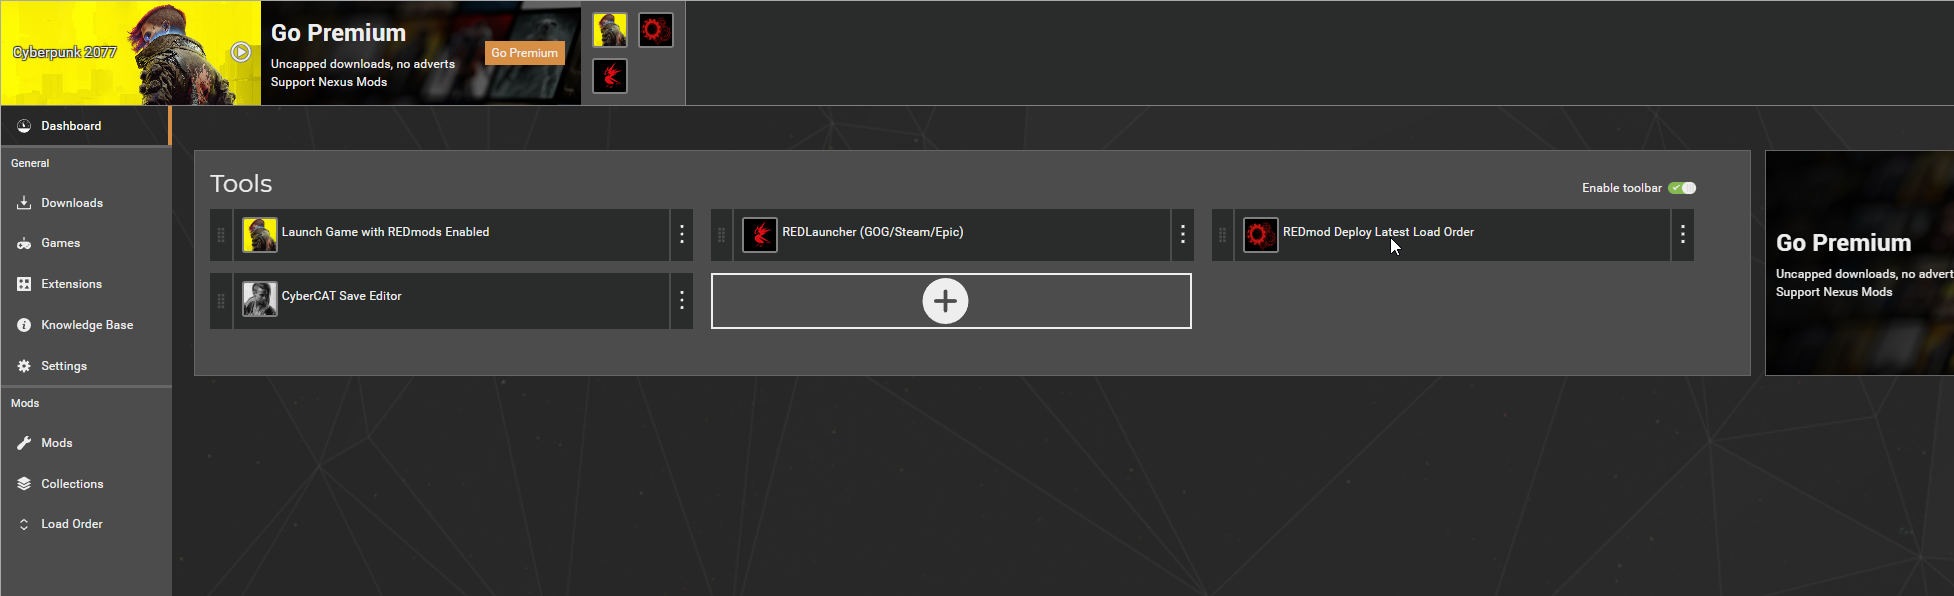 Cyberpunk 2077
Go Premium
Uncapped downloads, no adverts
Support Nexus Mods
Go Premium
Dashboard
General
Downloads
Games
Extensions
Knowledge Base
Settings
Mods
Mods
Collections
Load Order
Tools
Enable toolbar
Launch Game with REDmods Enabled
REDLauncher (GOG/Steam/Epic)
REDmod Deploy Latest Load Order
CyberCAT Save Editor
Go Premium
Uncapped downloads, no advert
Support Nexus Mods